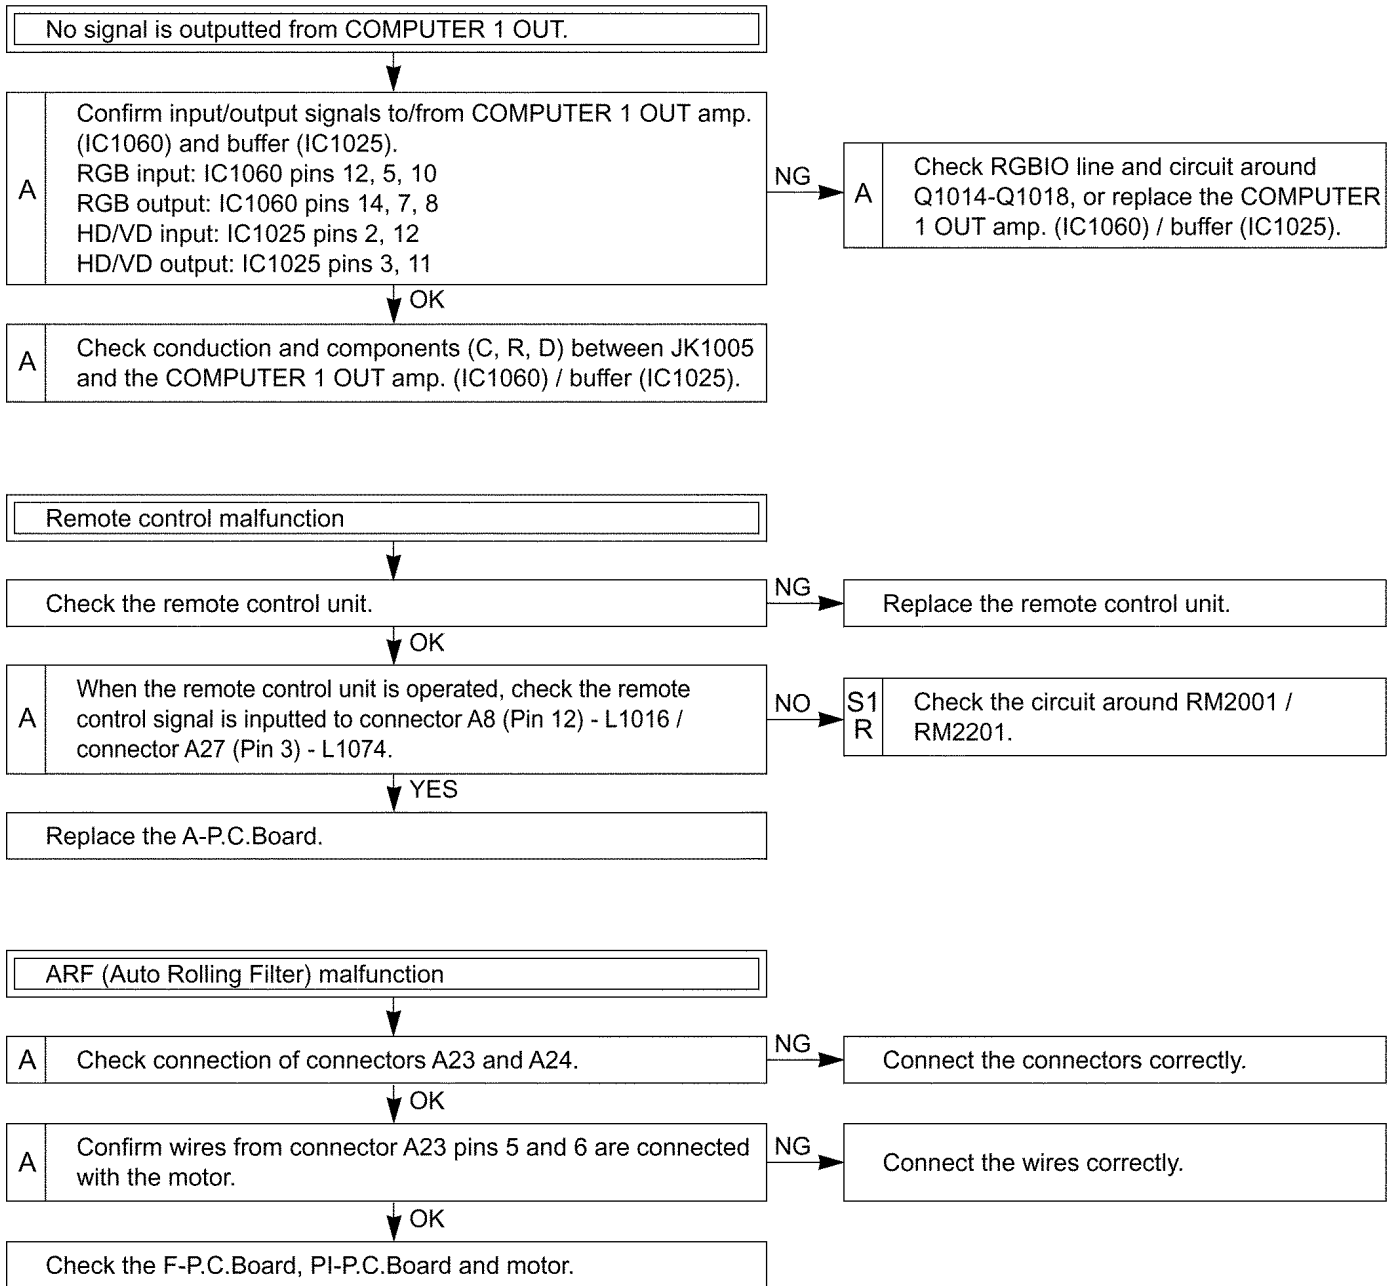 No signal is outputted from COMPUTER 1 OUT.
A
Confirm input/output signals to/from COMPUTER 1 OUT amp.
(IC1060) and buffer (IC1025).
RGB input: IC1060 pins 12, 5, 10
RGB output: IC1060 pins 14, 7, 8
HD/VD input: IC1025 pins 2, 12
HD/VD output: IC1025 pins 3, 11
NG
A
Check RGBIO line and circuit around
Q1014-Q1018, or replace the COMPUTER
1 OUT amp. (IC1060) / buffer (IC1025).
OK
A
Check conduction and components (C, R, D) between JK1005
and the COMPUTER 1 OUT amp. (IC1060) / buffer (IC1025).
Remote control malfunction
Check the remote control unit.
NG
Replace the remote control unit.
OK
A
When the remote control unit is operated, check the remote
control signal is inputted to connector A8 (Pin 12) - L1016 /
connector A27 (Pin 3) - L1074.
NO
S1
R
Check the circuit around RM2001 /
RM2201.
YES
Replace the A-P.C.Board.
ARF (Auto Rolling Filter) malfunction
A
Check connection of connectors A23 and A24.
NG
Connect the connectors correctly.
OK
A
Confirm wires from connector A23 pins 5 and 6 are connected
with the motor.
NG
Connect the wires correctly.
OK
Check the F-P.C.Board, PI-P.C.Board and motor.